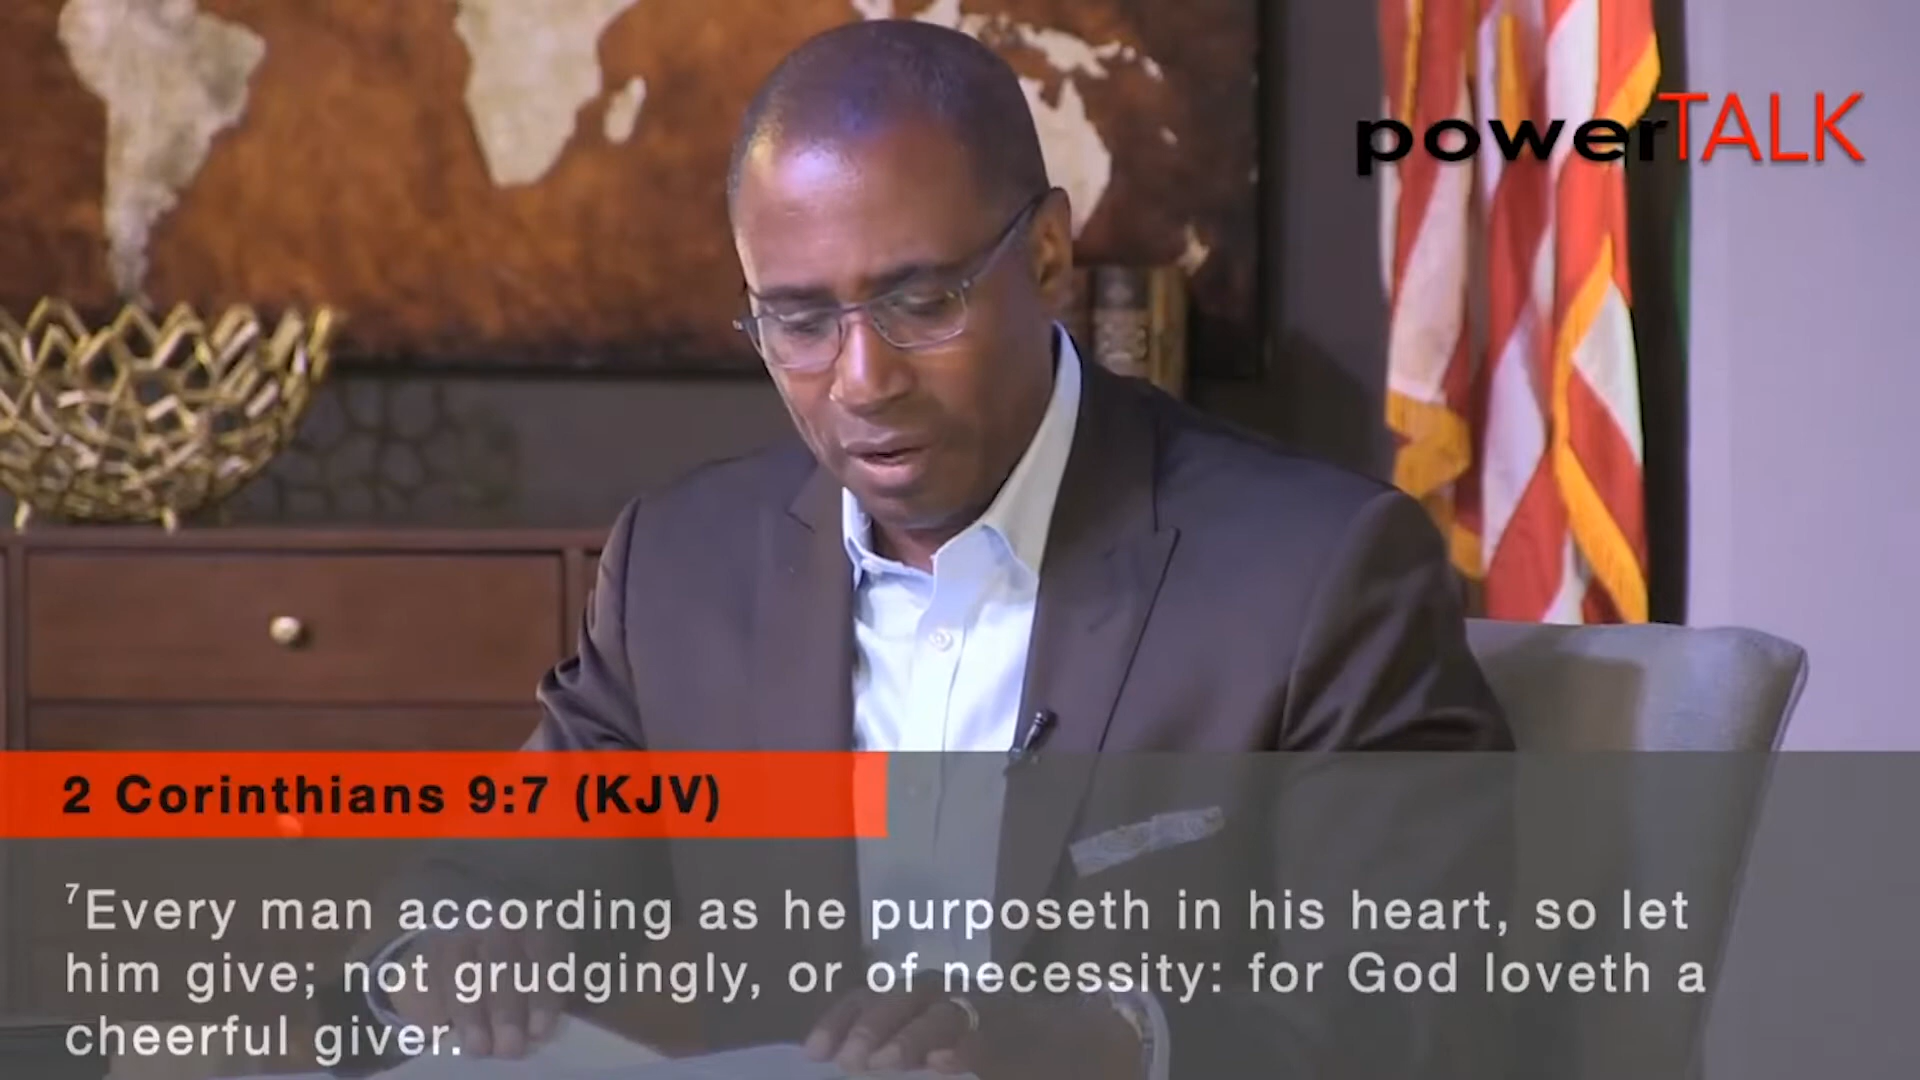 powerTALK
2 Corinthians 9:7 (KJV)
⁷Every man according as he purposeth in his heart, so let
him give; not grudgingly, or of necessity: for God loveth a
cheerful giver.